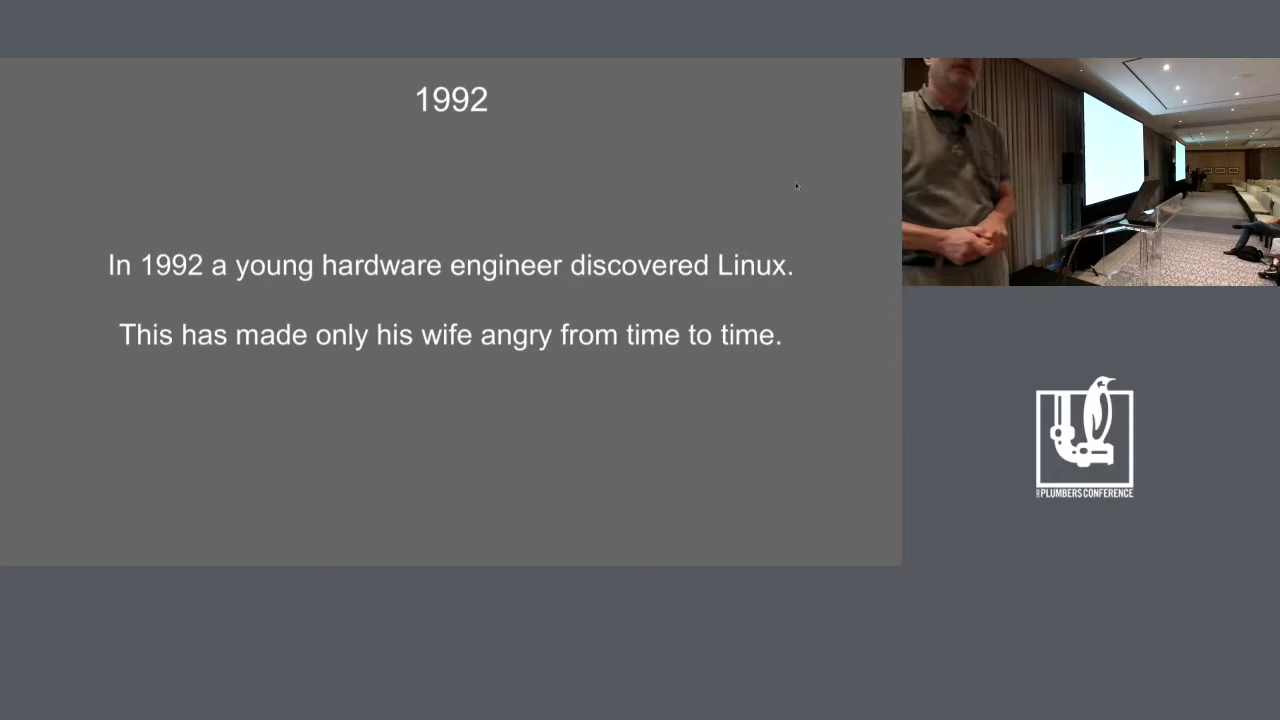 1992
In 1992 a young hardware engineer discovered Linux.
This has made only his wife angry from time to time.
PLUMBERS CONFERENCE